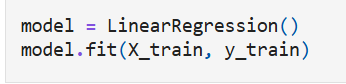 model = LinearRegression()
model.fit(X_train, y_train)